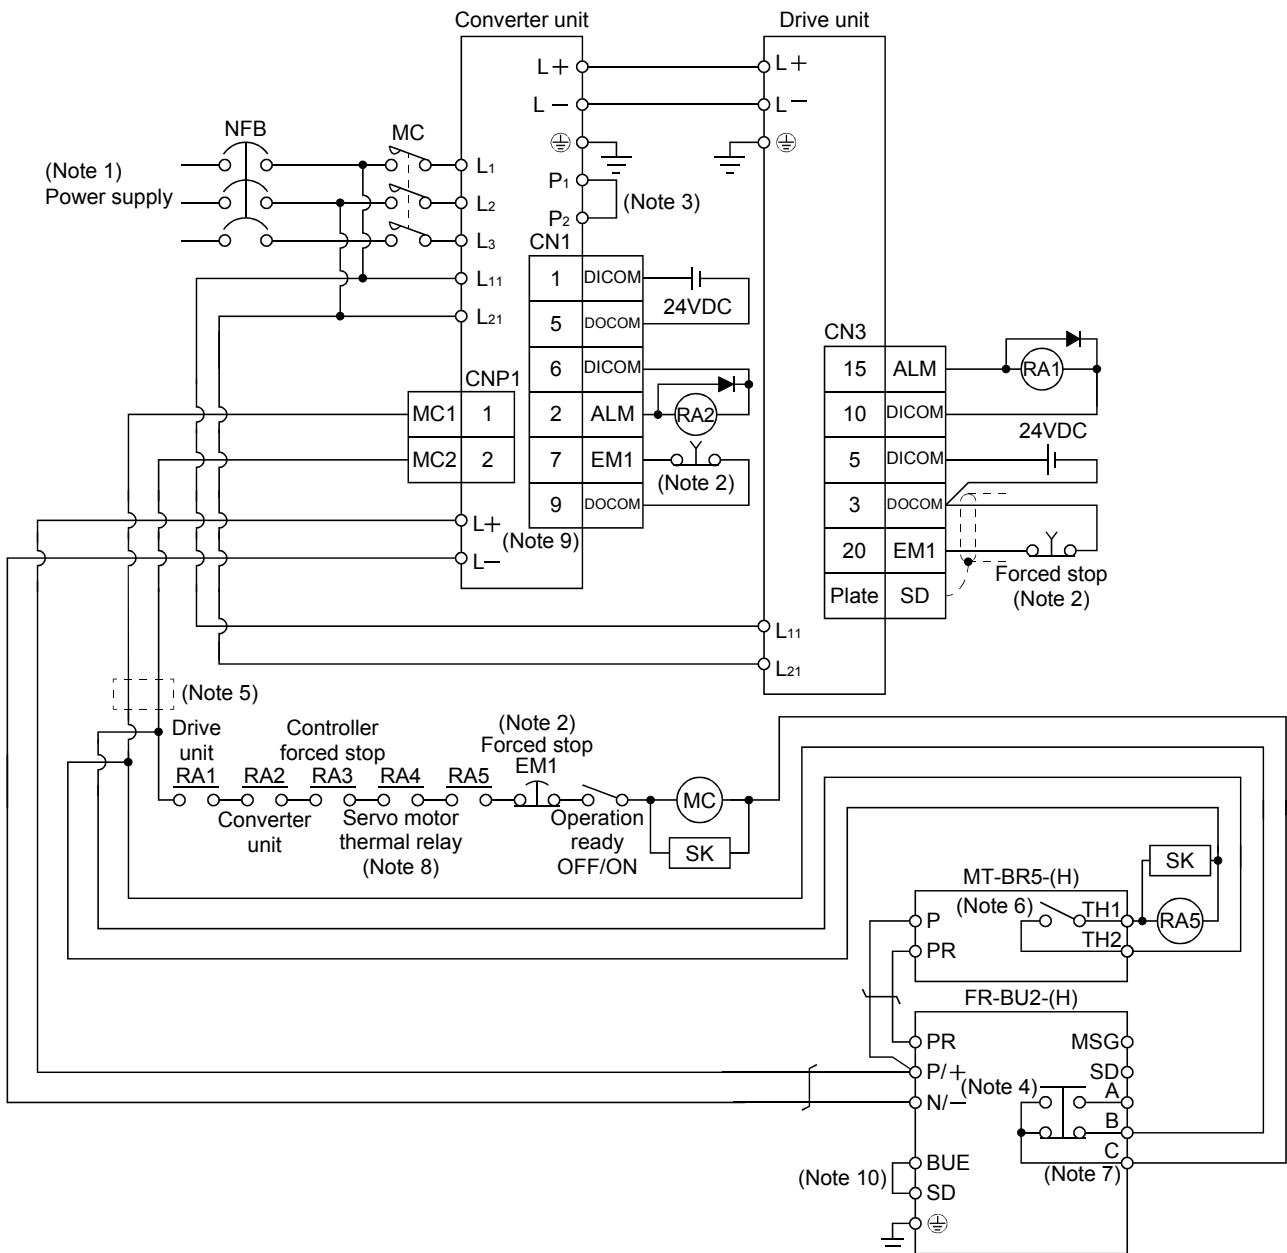 Converter unit
Drive unit
L+
L+
L−
L−
NFB
MC
(Note 1)
Power supply
L1
L2
L3
L11
L21
P1
P2
(Note 3)
CN1
1 DICOM
24VDC
5 DOCOM
6 DICOM
2 ALM
RA2
7 EM1
(Note 2)
9 DOCOM
CNP1
MC1 1
MC2 2
L+
(Note 9)
L−
CN3
15 ALM
RA1
10 DICOM
24VDC
5 DICOM
3 DOCOM
20 EM1
Forced stop
(Note 2)
Plate SD
L11
L21
(Note 5)
Drive
unit
RA1
RA2
Converter
unit
Controller
forced stop
RA3
RA4
Servo motor
thermal relay
(Note 8)
RA5
(Note 2)
Forced stop
EM1
Operation
ready
OFF/ON
MC
SK
MT-BR5-(H)
SK
P
(Note 6)
TH1
RA5
PR
TH2
FR-BU2-(H)
PR
MSG
P/+
SD
(Note 4)
A
N/−
B
C
(Note 7)
BUE
(Note 10)
SD